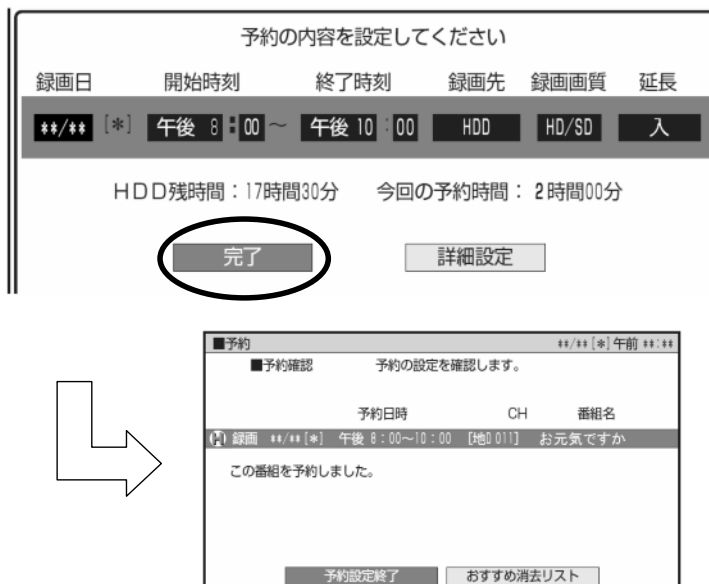 予約の内容を設定してください
録画日 開始時刻 終了時刻 録画先 録画画質 延長
**/** [*] 午後 8:00 ~ 午後 10:00 HDD HD/SD 入
HDD残時間:17時間30分 今回の予約時間: 2時間00分
完了 詳細設定
■予約 **/**[*]午前 **:**
■予約確認 予約の設定を確認します。
予約日時 CH 番組名
Ⓗ 録画 **/**[*] 午後 8:00~10:00 [地D011] お元気ですか
この番組を予約しました。
予約設定終了 おすすめ消去リスト